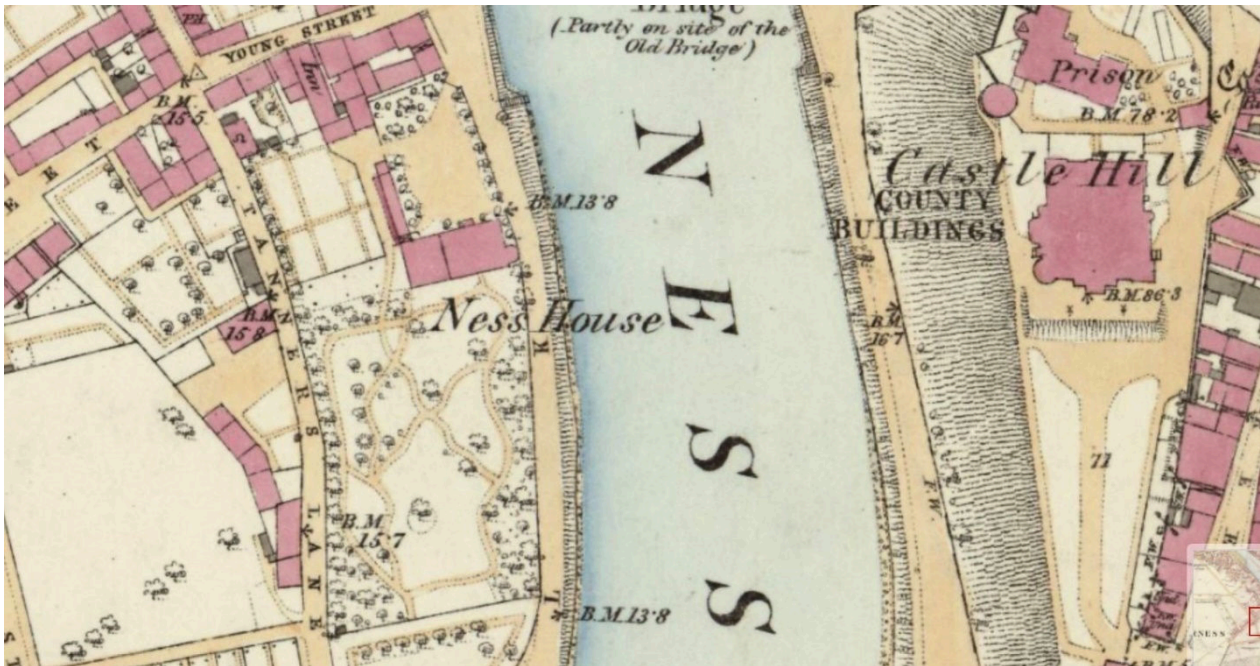 Bridge
(Partly on site of the
Old Bridge)
P.H.
YOUNG STREET
Inn
B.M.
15·5
Prison
B.M. 78·2
Castle Hill
COUNTY
BUILDINGS
B.M. 13·8
B.M. 86·3
NESS
TANNERS LANE
B.M.
15·8
Ness House
B.M.
16·7
71
F.W.
B.M.
15·7
B.M. 13·8
F.W.
INESS